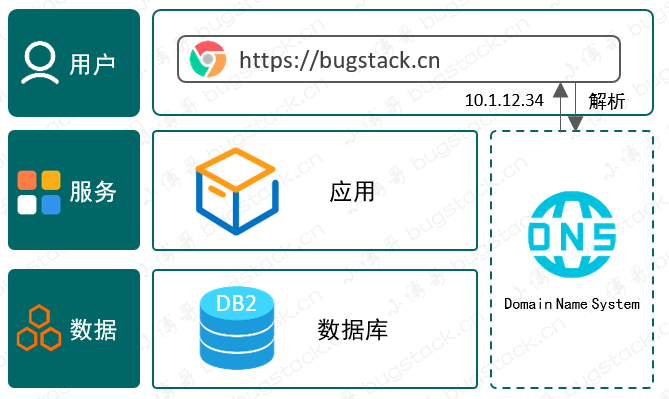 用户
https://bugstack.cn
10.1.12.34
解析
服务
应用
DNS
Domain Name System
数据
DB2
数据库
小傅哥 bugstack.cn